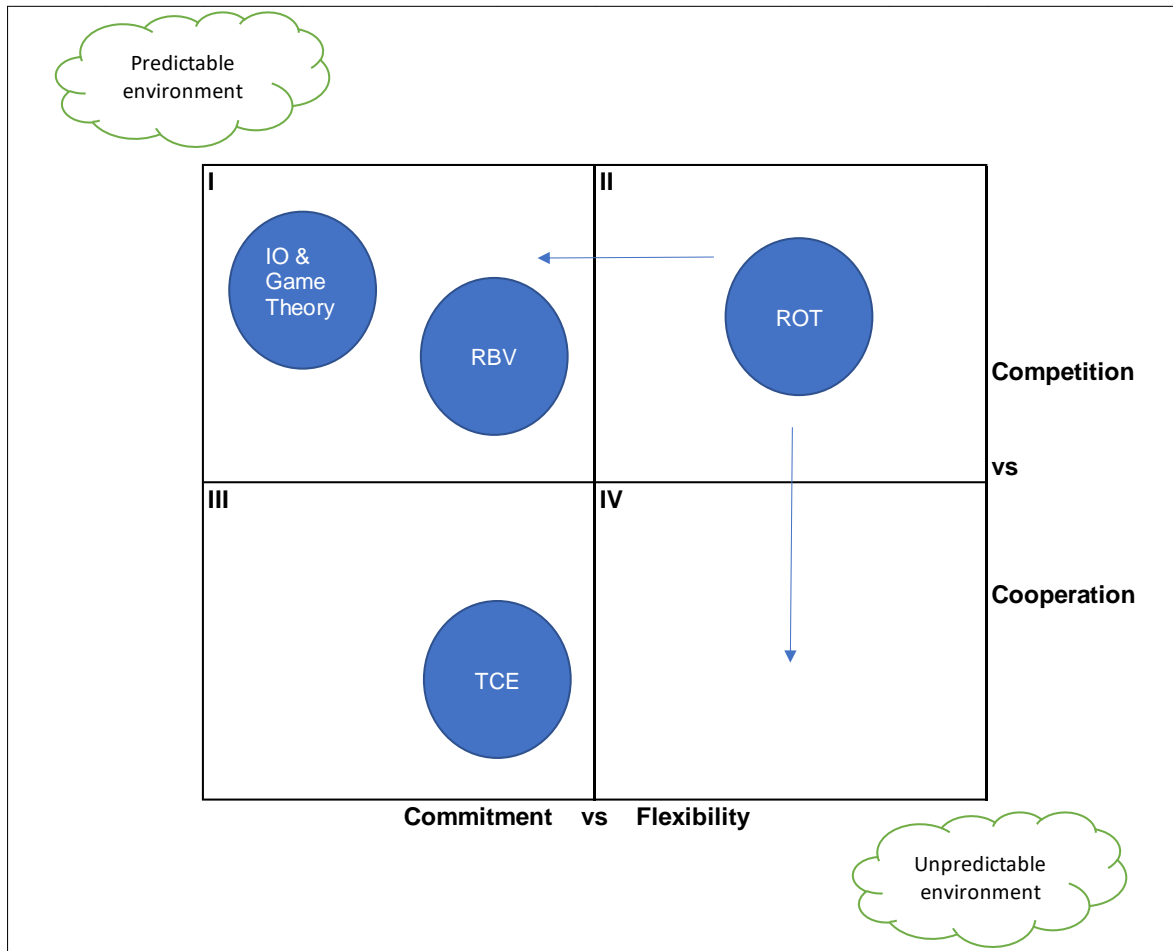 Predictable
environment
I
II
IO &
Game
Theory
RBV
ROT
Competition
vs
III
IV
Cooperation
TCE
Commitment vs Flexibility
Unpredictable
environment